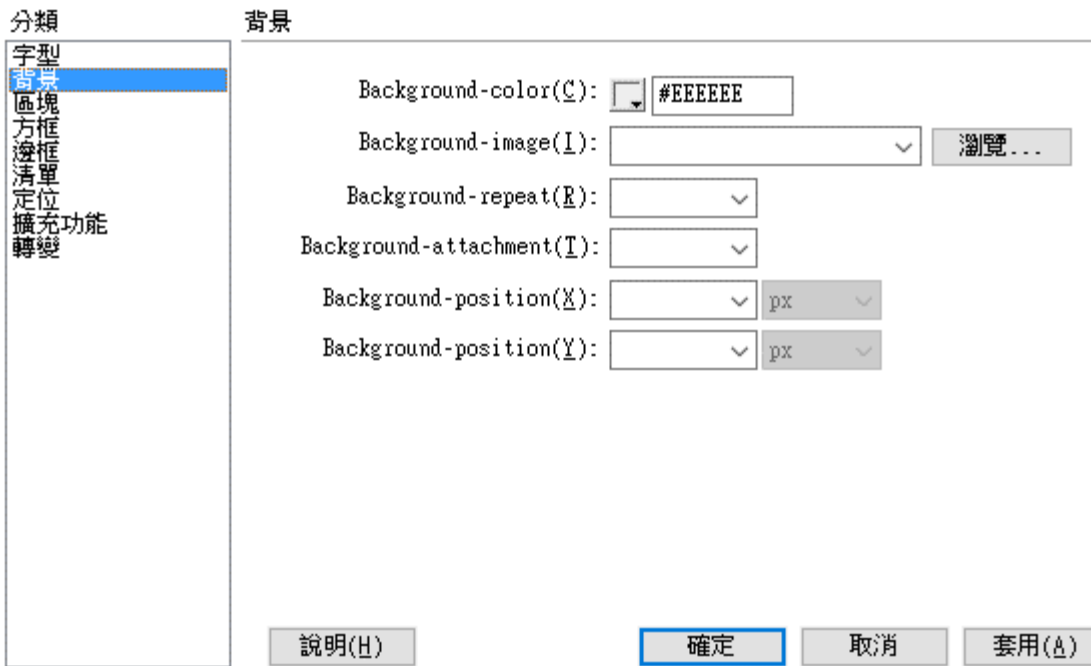 分類
字型
背景
區塊
方框
邊框
清單
定位
擴充功能
轉變
背景
Background-color(C): #EEEEEE
Background-image(I): 瀏覽...
Background-repeat(R):
Background-attachment(T):
Background-position(X): px
Background-position(Y): px
說明(H) 確定 取消 套用(A)